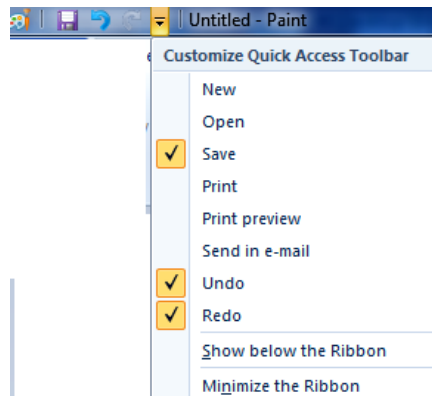 Untitled - Paint
Customize Quick Access Toolbar
New
Open
Save
Print
Print preview
Send in e-mail
Undo
Redo
Show below the Ribbon
Minimize the Ribbon